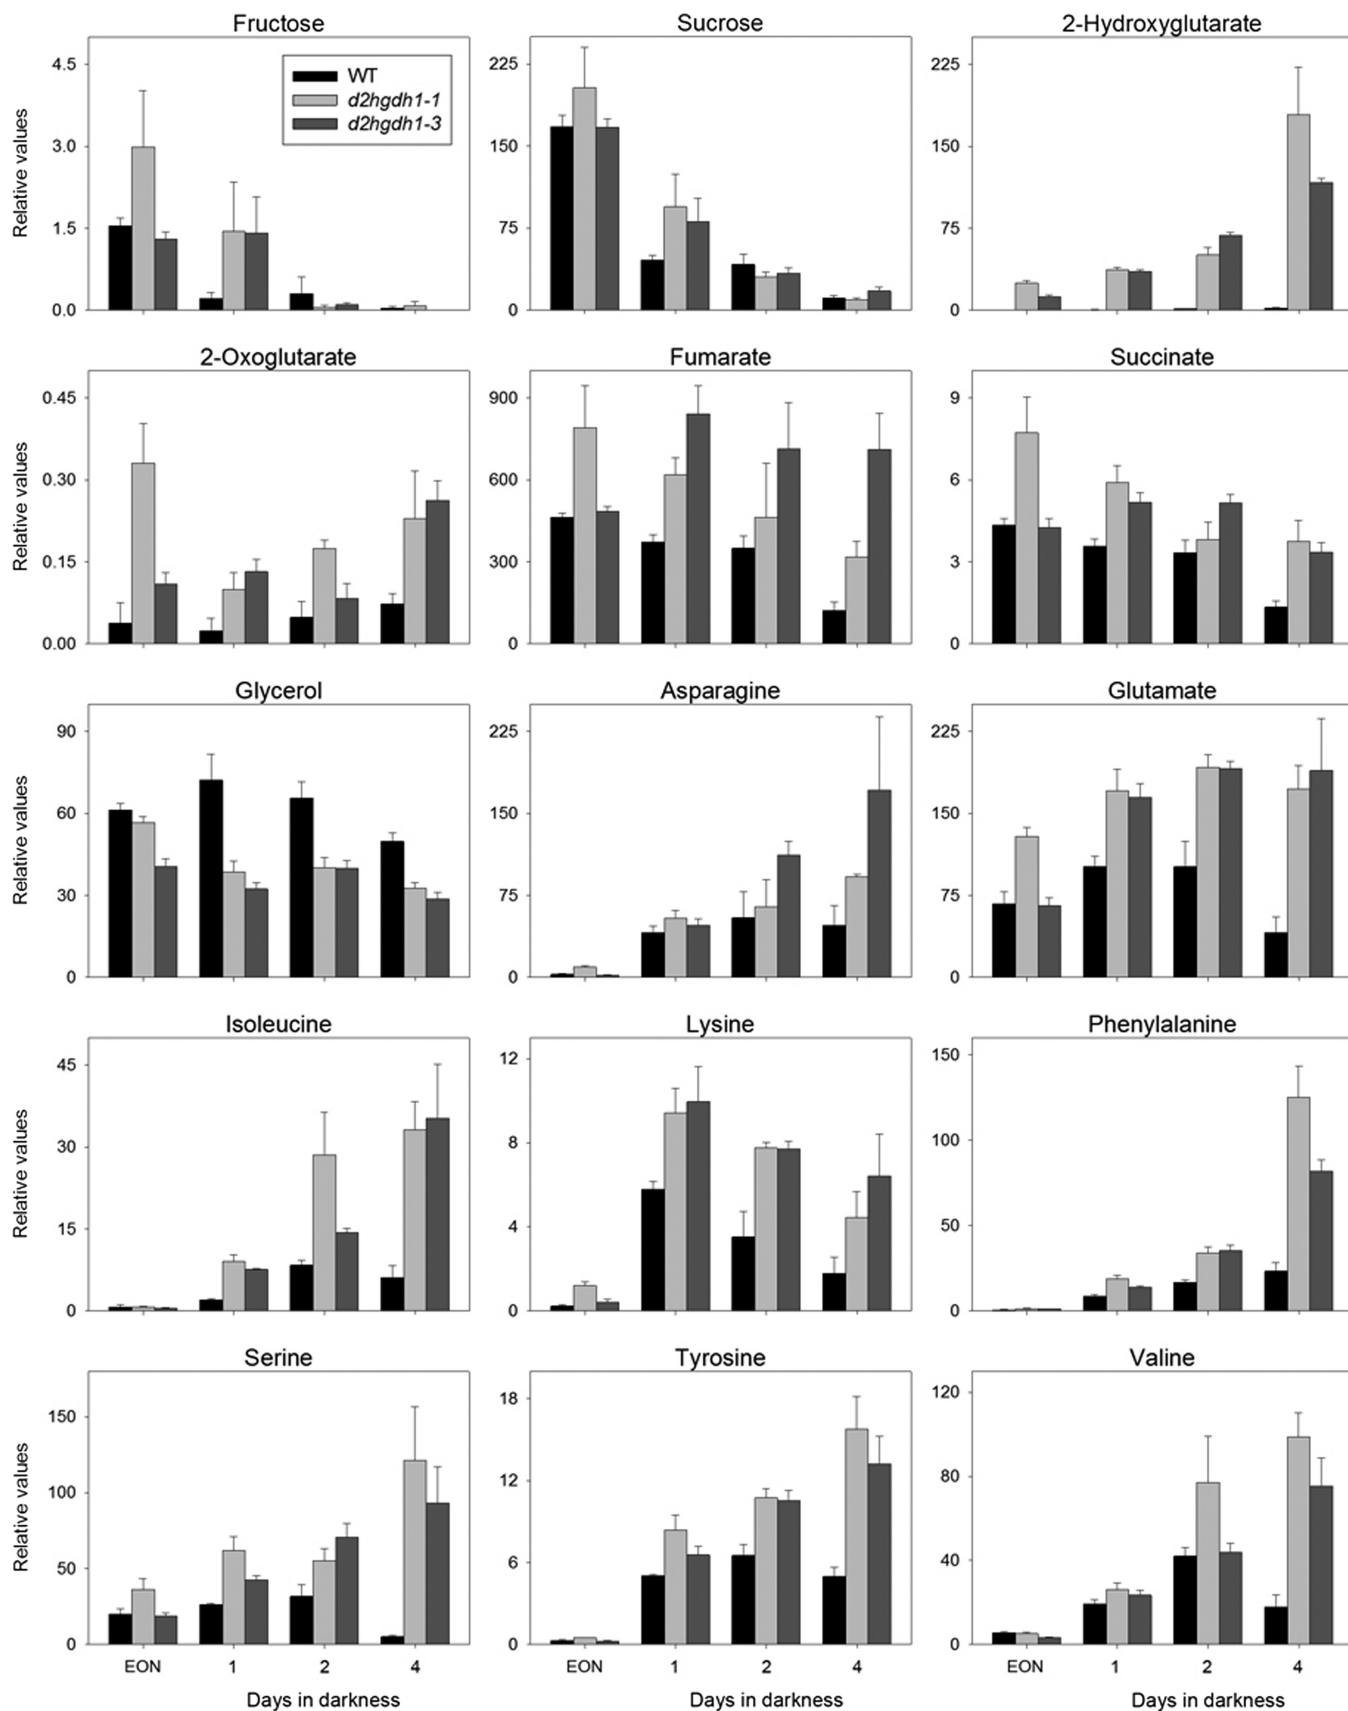 Fructose
Sucrose
2-Hydroxyglutarate
Relative values
4.5
3.0
1.5
0.0
WT
d2hgdh1-1
d2hgdh1-3
225
150
75
0
225
150
75
0
2-Oxoglutarate
Fumarate
Succinate
Relative values
0.45
0.30
0.15
0.00
900
600
300
0
9
6
3
0
Glycerol
Asparagine
Glutamate
Relative values
90
60
30
0
225
150
75
0
225
150
75
0
Isoleucine
Lysine
Phenylalanine
Relative values
45
30
15
0
12
8
4
0
150
100
50
0
Serine
Tyrosine
Valine
Relative values
150
100
50
0
18
12
6
0
120
80
40
0
EON 1 2 4
EON 1 2 4
EON 1 2 4
Days in darkness
Days in darkness
Days in darkness